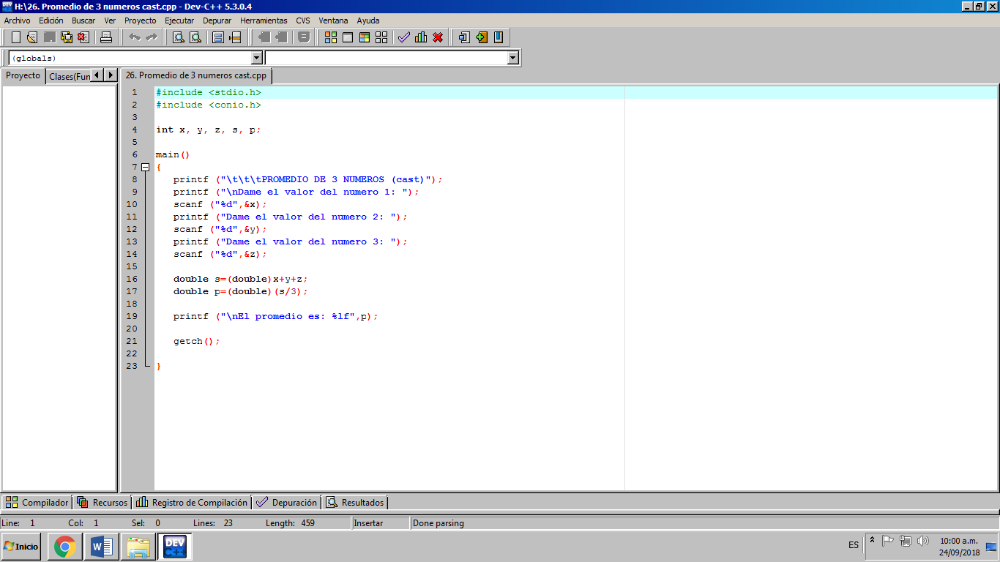 H:\26. Promedio de 3 numeros cast.cpp - Dev-C++ 5.3.0.4
Archivo Edición Buscar Ver Proyecto Ejecutar Depurar Herramientas CVS Ventana Ayuda
(globals)
Proyecto Clases(Fun 26. Promedio de 3 numeros cast.cpp
1 #include <stdio.h>
2 #include <conio.h>
3
4 int x, y, z, s, p;
5
6 main()
7 {
8 printf ("\t\t\tPROMEDIO DE 3 NUMEROS (cast)");
9 printf ("\nDame el valor del numero 1: ");
10 scanf ("%d",&x);
11 printf ("Dame el valor del numero 2: ");
12 scanf ("%d",&y);
13 printf ("Dame el valor del numero 3: ");
14 scanf ("%d",&z);
15
16 double s=(double)x+y+z;
17 double p=(double)(s/3);
18
19 printf ("\nEl promedio es: %lf",p);
20
21 getch();
22
23 }
Compilador Recursos Registro de Compilación Depuración Resultados
Line: 1 Col: 1 Sel: 0 Lines: 23 Length: 459 Insertar Done parsing
Inicio DEV C++ ES 10:00 a.m.
24/09/2018